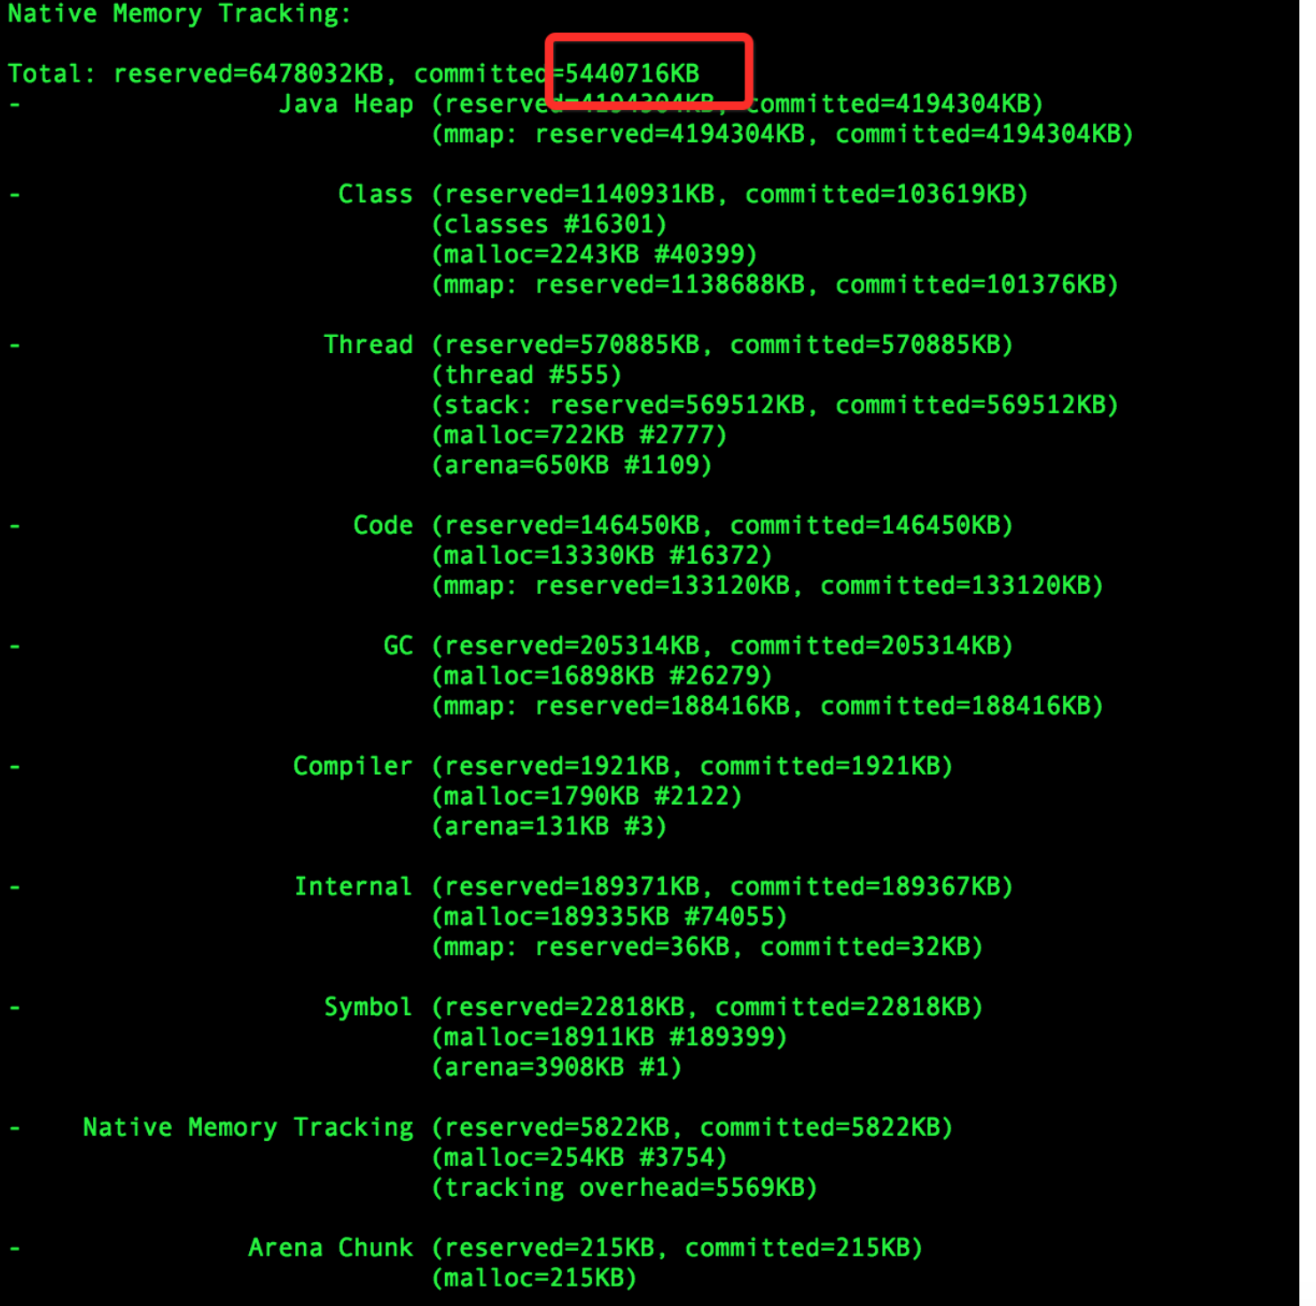 Native Memory Tracking:
Total: reserved=6478032KB, committed=5440716KB
- Java Heap (reserved=4194304KB, committed=4194304KB)
(mmap: reserved=4194304KB, committed=4194304KB)
- Class (reserved=1140931KB, committed=103619KB)
(classes #16301)
(malloc=2243KB #40399)
(mmap: reserved=1138688KB, committed=101376KB)
- Thread (reserved=570885KB, committed=570885KB)
(thread #555)
(stack: reserved=569512KB, committed=569512KB)
(malloc=722KB #2777)
(arena=650KB #1109)
- Code (reserved=146450KB, committed=146450KB)
(malloc=13330KB #16372)
(mmap: reserved=133120KB, committed=133120KB)
- GC (reserved=205314KB, committed=205314KB)
(malloc=16898KB #26279)
(mmap: reserved=188416KB, committed=188416KB)
- Compiler (reserved=1921KB, committed=1921KB)
(malloc=1790KB #2122)
(arena=131KB #3)
- Internal (reserved=189371KB, committed=189367KB)
(malloc=189335KB #74055)
(mmap: reserved=36KB, committed=32KB)
- Symbol (reserved=22818KB, committed=22818KB)
(malloc=18911KB #189399)
(arena=3908KB #1)
- Native Memory Tracking (reserved=5822KB, committed=5822KB)
(malloc=254KB #3754)
(tracking overhead=5569KB)
- Arena Chunk (reserved=215KB, committed=215KB)
(malloc=215KB)